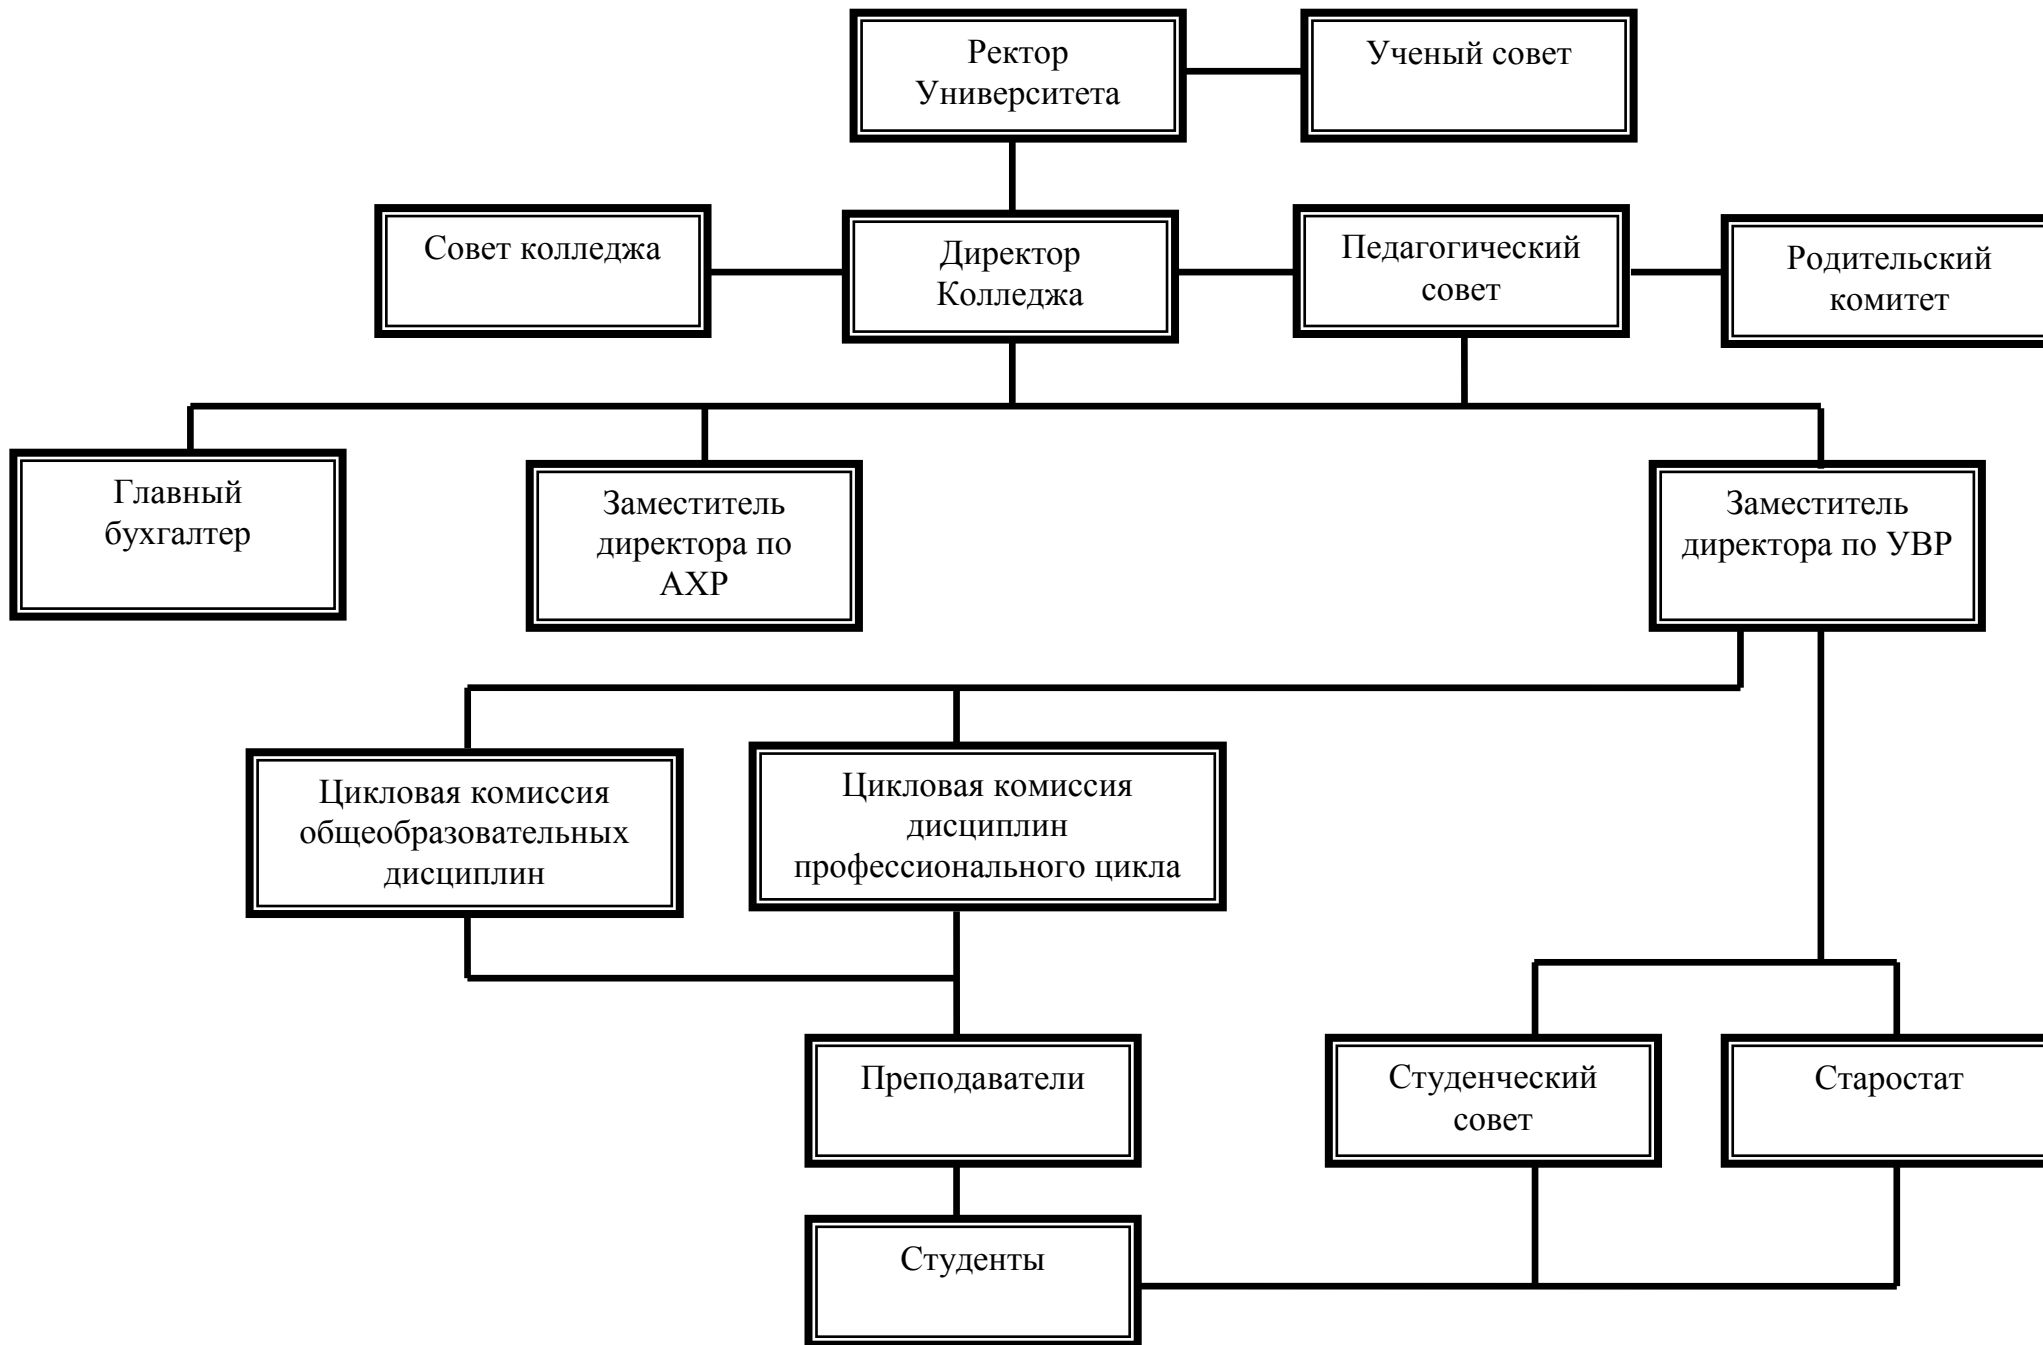 Ректор
Университета
Ученый совет
Совет колледжа
Директор
Колледжа
Педагогический
совет
Родительский
комитет
Главный
бухгалтер
Заместитель
директора по
АХР
Заместитель
директора по УВР
Цикловая комиссия
общеобразовательных
дисциплин
Цикловая комиссия
дисциплин
профессионального цикла
Преподаватели
Студенческий
совет
Старостат
Студенты